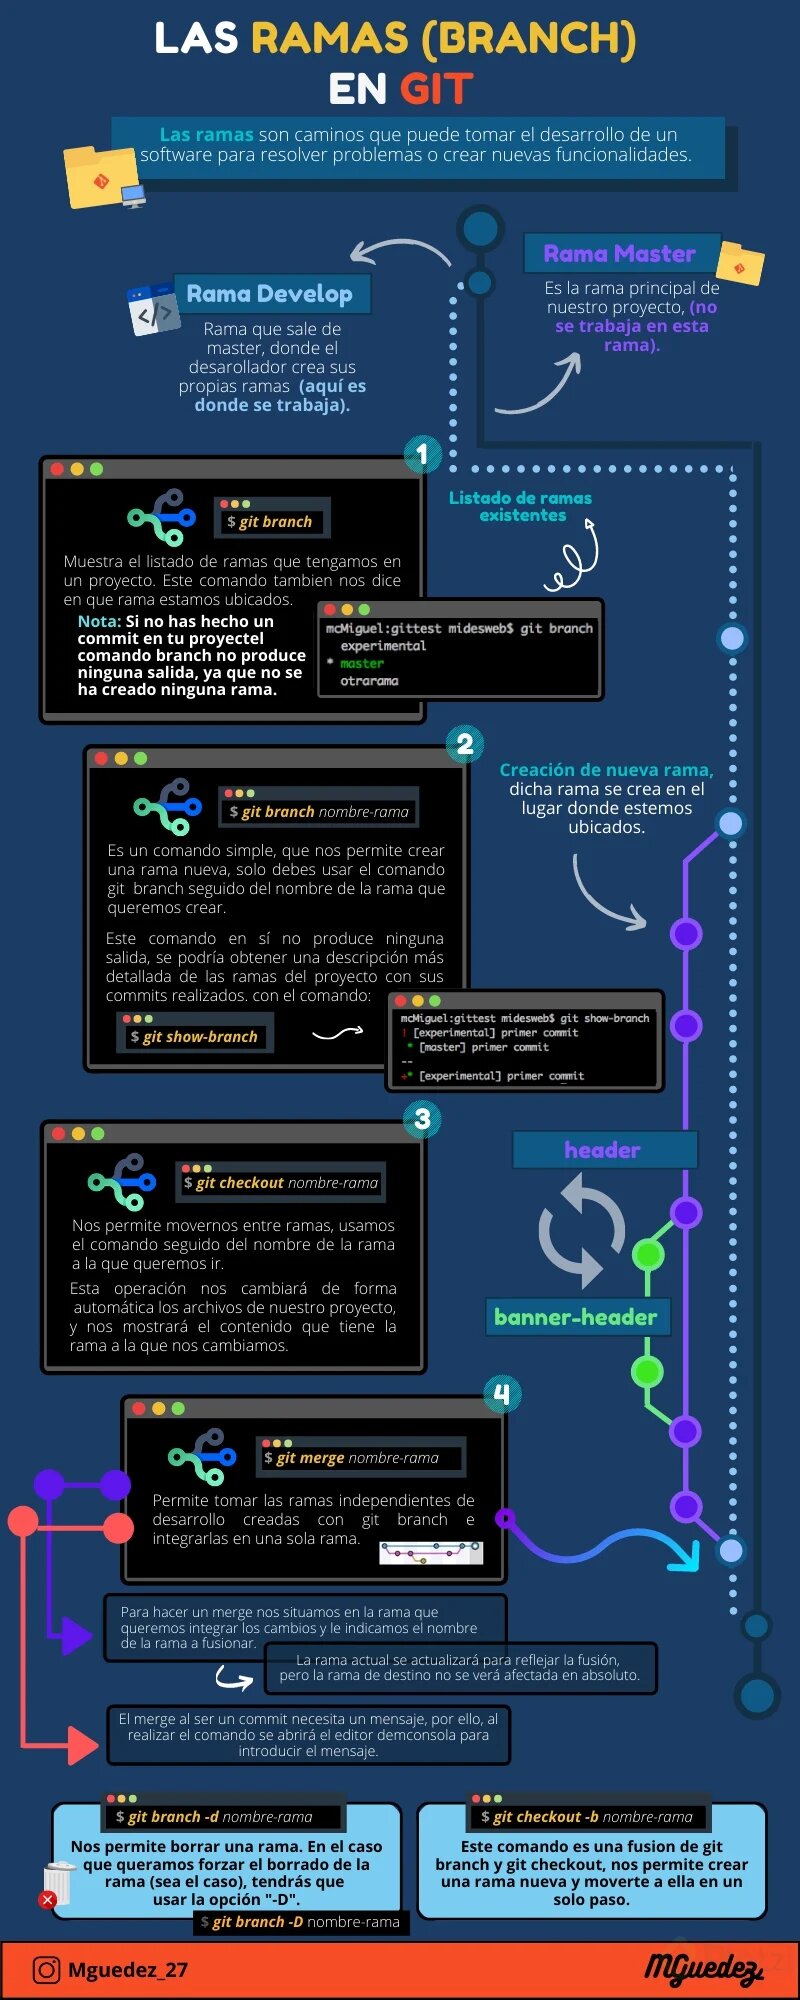 LAS RAMAS (BRANCH)
EN GIT
Las ramas son caminos que puede tomar el desarrollo de un
software para resolver problemas o crear nuevas funcionalidades.
Rama Master
Es la rama principal de
nuestro proyecto, (no
se trabaja en esta
rama).
Rama Develop
Rama que sale de
master, donde el
desarollador crea sus
propias ramas (aquí es
donde se trabaja).
1
$ git branch
Muestra el listado de ramas que tengamos en
un proyecto. Este comando tambien nos dice
en que rama estamos ubicados.
Nota: Si no has hecho un
commit en tu proyectel
comando branch no produce
ninguna salida, ya que no se
ha creado ninguna rama.
Listado de ramas
existentes
mcMiguel:gittest midesweb$ git branch
experimental
* master
otrarama
2
$ git branch nombre-rama
Es un comando simple, que nos permite crear
una rama nueva, solo debes usar el comando
git branch seguido del nombre de la rama que
queremos crear.
Este comando en sí no produce ninguna
salida, se podría obtener una descripción más
detallada de las ramas del proyecto con sus
commits realizados. con el comando:
$ git show-branch
Creación de nueva rama,
dicha rama se crea en el
lugar donde estemos
ubicados.
mcMiguel:gittest midesweb$ git show-branch
! [experimental] primer commit
* [master] primer commit
--
+* [experimental] primer commit
3
$ git checkout nombre-rama
Nos permite movernos entre ramas, usamos
el comando seguido del nombre de la rama
a la que queremos ir.
Esta operación nos cambiará de forma
automática los archivos de nuestro proyecto,
y nos mostrará el contenido que tiene la
rama a la que nos cambiamos.
header
banner-header
4
$ git merge nombre-rama
Permite tomar las ramas independientes de
desarrollo creadas con git branch e
integrarlas en una sola rama.
Para hacer un merge nos situamos en la rama que
queremos integrar los cambios y le indicamos el nombre
de la rama a fusionar.
La rama actual se actualizará para reflejar la fusión,
pero la rama de destino no se verá afectada en absoluto.
El merge al ser un commit necesita un mensaje, por ello, al
realizar el comando se abrirá el editor demconsola para
introducir el mensaje.
$ git branch -d nombre-rama
Nos permite borrar una rama. En el caso
que queramos forzar el borrado de la
rama (sea el caso), tendrás que
usar la opción "-D".
$ git branch -D nombre-rama
$ git checkout -b nombre-rama
Este comando es una fusion de git
branch y git checkout, nos permite crear
una rama nueva y moverte a ella en un
solo paso.
Mguedez_27
MGuedez